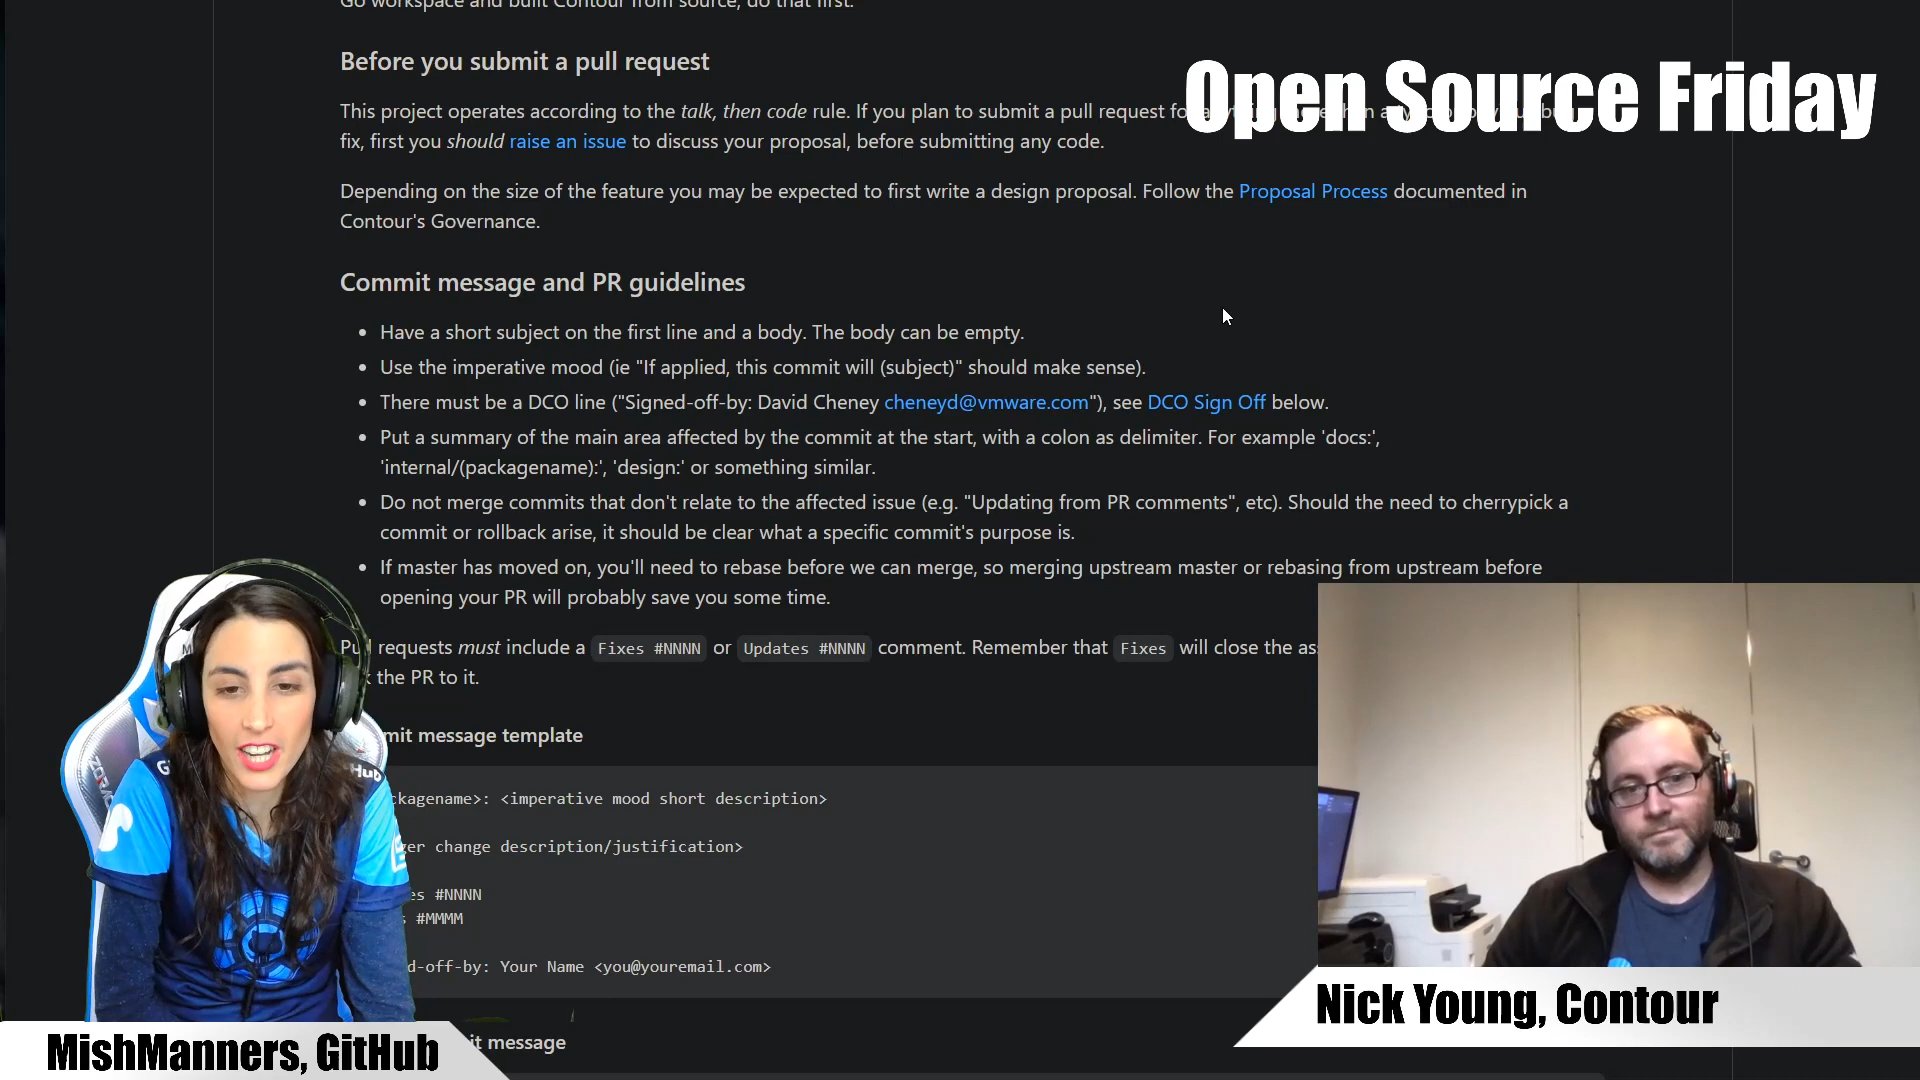 Go workspace and built Contour from source, do that first.
Before you submit a pull request
Open Source Friday
This project operates according to the talk, then code rule. If you plan to submit a pull request for
fix, first you should raise an issue to discuss your proposal, before submitting any code.
Depending on the size of the feature you may be expected to first write a design proposal. Follow the Proposal Process documented in
Contour's Governance.
Commit message and PR guidelines
• Have a short subject on the first line and a body. The body can be empty.
• Use the imperative mood (ie "If applied, this commit will (subject)" should make sense).
• There must be a DCO line ("Signed-off-by: David Cheney cheneyd@vmware.com"), see DCO Sign Off below.
• Put a summary of the main area affected by the commit at the start, with a colon as delimiter. For example 'docs:',
'internal/(packagename):', 'design:' or something similar.
• Do not merge commits that don't relate to the affected issue (e.g. "Updating from PR comments", etc). Should the need to cherrypick a
commit or rollback arise, it should be clear what a specific commit's purpose is.
• If master has moved on, you'll need to rebase before we can merge, so merging upstream master or rebasing from upstream before
opening your PR will probably save you some time.
requests must include a Fixes #NNNN or Updates #NNNN comment. Remember that Fixes will close the
the PR to it.
mit message template
ckagename>: <imperative mood short description>
ger change description/justification>
es #NNNN
s #MMMM
d-off-by: Your Name <you@youremail.com>
it message
Nick Young, Contour
MishManners, GitHub